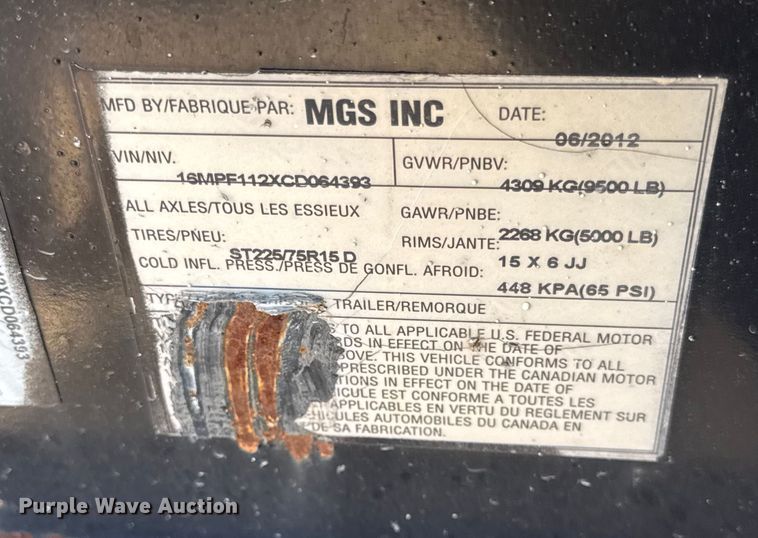 MFD BY/FABRIQUE PAR: MGS INC DATE: 06/2012
VIN/NIV. 16MPF112XCD064393 GVWR/PNBV: 4309 KG(9500 LB)
ALL AXLES/TOUS LES ESSIEUX GAWR/PNBE: 2268 KG(5000 LB)
TIRES/PNEU: ST225/75R15 D RIMS/JANTE: 15 X 6 JJ
COLD INFL. PRESS./PRESS DE GONFL. AFROID: 448 KPA(65 PSI)
TRAILER/REMORQUE
TO ALL APPLICABLE U.S. FEDERAL MOTOR
IN EFFECT ON THE DATE OF
THIS VEHICLE CONFORMS TO ALL
PRESCRIBED UNDER THE CANADIAN MOTOR
IN EFFECT ON THE DATE OF
EST CONFORME A TOUTES LES
APPLICABLES EN VERTU DU REGLEMENT SUR
AUTOMOBILES DU CANADA EN
DE SA FABRICATION.
XCD064393
Purple Wave Auction